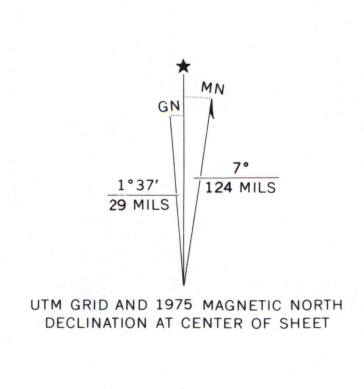 MN
GN
7°
124 MILS
1°37'
29 MILS
UTM GRID AND 1975 MAGNETIC NORTH
DECLINATION AT CENTER OF SHEET